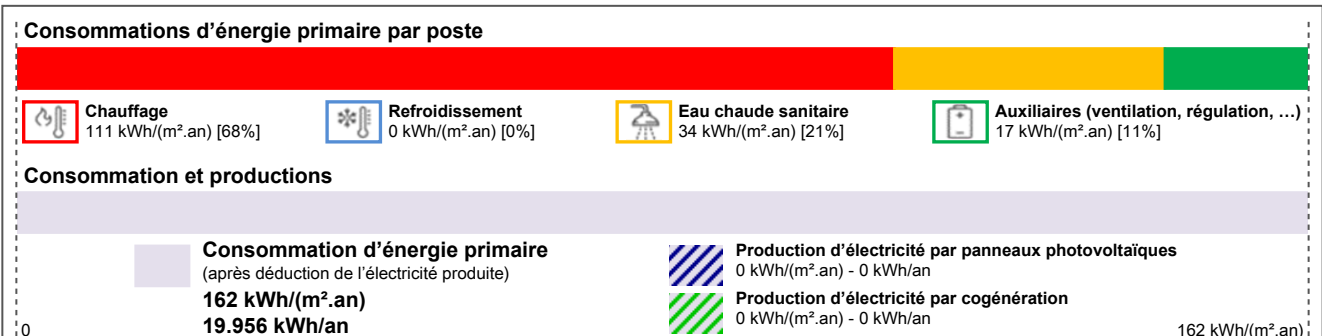 Consommations d'énergie primaire par poste
Chauffage
111 kWh/(m².an) [68%]
Refroidissement
0 kWh/(m².an) [0%]
Eau chaude sanitaire
34 kWh/(m².an) [21%]
Auxiliaires (ventilation, régulation, …)
17 kWh/(m².an) [11%]
Consommation et productions
Consommation d'énergie primaire
(après déduction de l'électricité produite)
162 kWh/(m².an)
19.956 kWh/an
Production d'électricité par panneaux photovoltaïques
0 kWh/(m².an) - 0 kWh/an
Production d'électricité par cogénération
0 kWh/(m².an) - 0 kWh/an
0
162 kWh/(m².an)